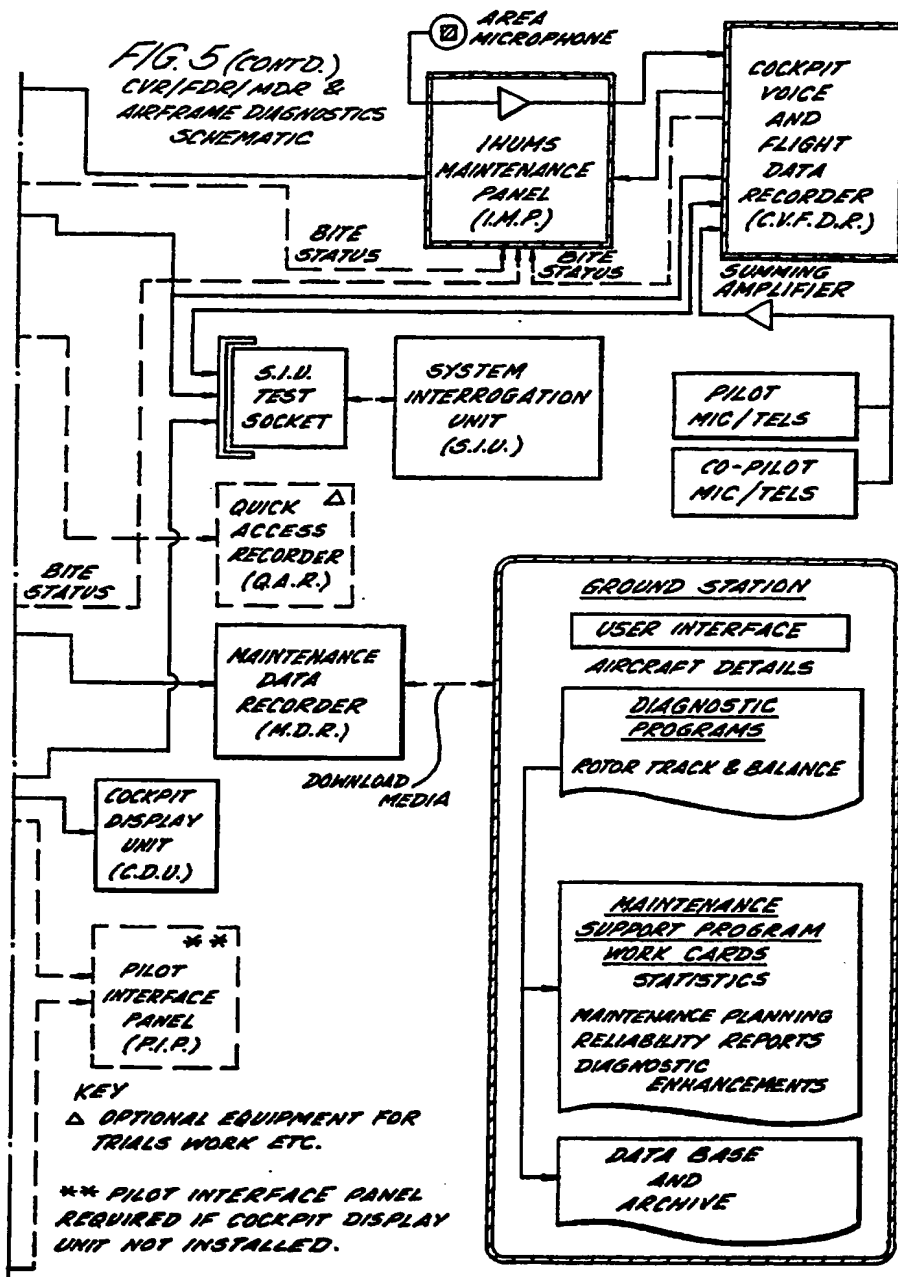 FIG. 5 (CONTD.)
CVR/FDR/MDR &
AIRFRAME DIAGNOSTICS
SCHEMATIC
AREA
MICROPHONE
IHUMS
MAINTENANCE
PANEL
(I.M.P.)
COCKPIT
VOICE
AND
FLIGHT
DATA
RECORDER
(C.V.F.D.R.)
BITE
STATUS
BITE
STATUS
SUMMING
AMPLIFIER
S.I.U.
TEST
SOCKET
SYSTEM
INTERROGATION
UNIT
(S.I.U.)
PILOT
MIC/TELS
CO-PILOT
MIC/TELS
QUICK Δ
ACCESS
RECORDER
(Q.A.R.)
BITE
STATUS
MAINTENANCE
DATA
RECORDER
(M.D.R.)
DOWNLOAD
MEDIA
COCKPIT
DISPLAY
UNIT
(C.D.U.)
**
PILOT
INTERFACE
PANEL
(P.I.P.)
GROUND STATION
USER INTERFACE
AIRCRAFT DETAILS
DIAGNOSTIC
PROGRAMS
ROTOR TRACK & BALANCE
MAINTENANCE
SUPPORT PROGRAM
WORK CARDS
STATISTICS
MAINTENANCE PLANNING
RELIABILITY REPORTS
DIAGNOSTIC
ENHANCEMENTS
DATA BASE
AND
ARCHIVE
KEY
Δ OPTIONAL EQUIPMENT FOR
TRIALS WORK ETC.
** PILOT INTERFACE PANEL
REQUIRED IF COCKPIT DISPLAY
UNIT NOT INSTALLED.